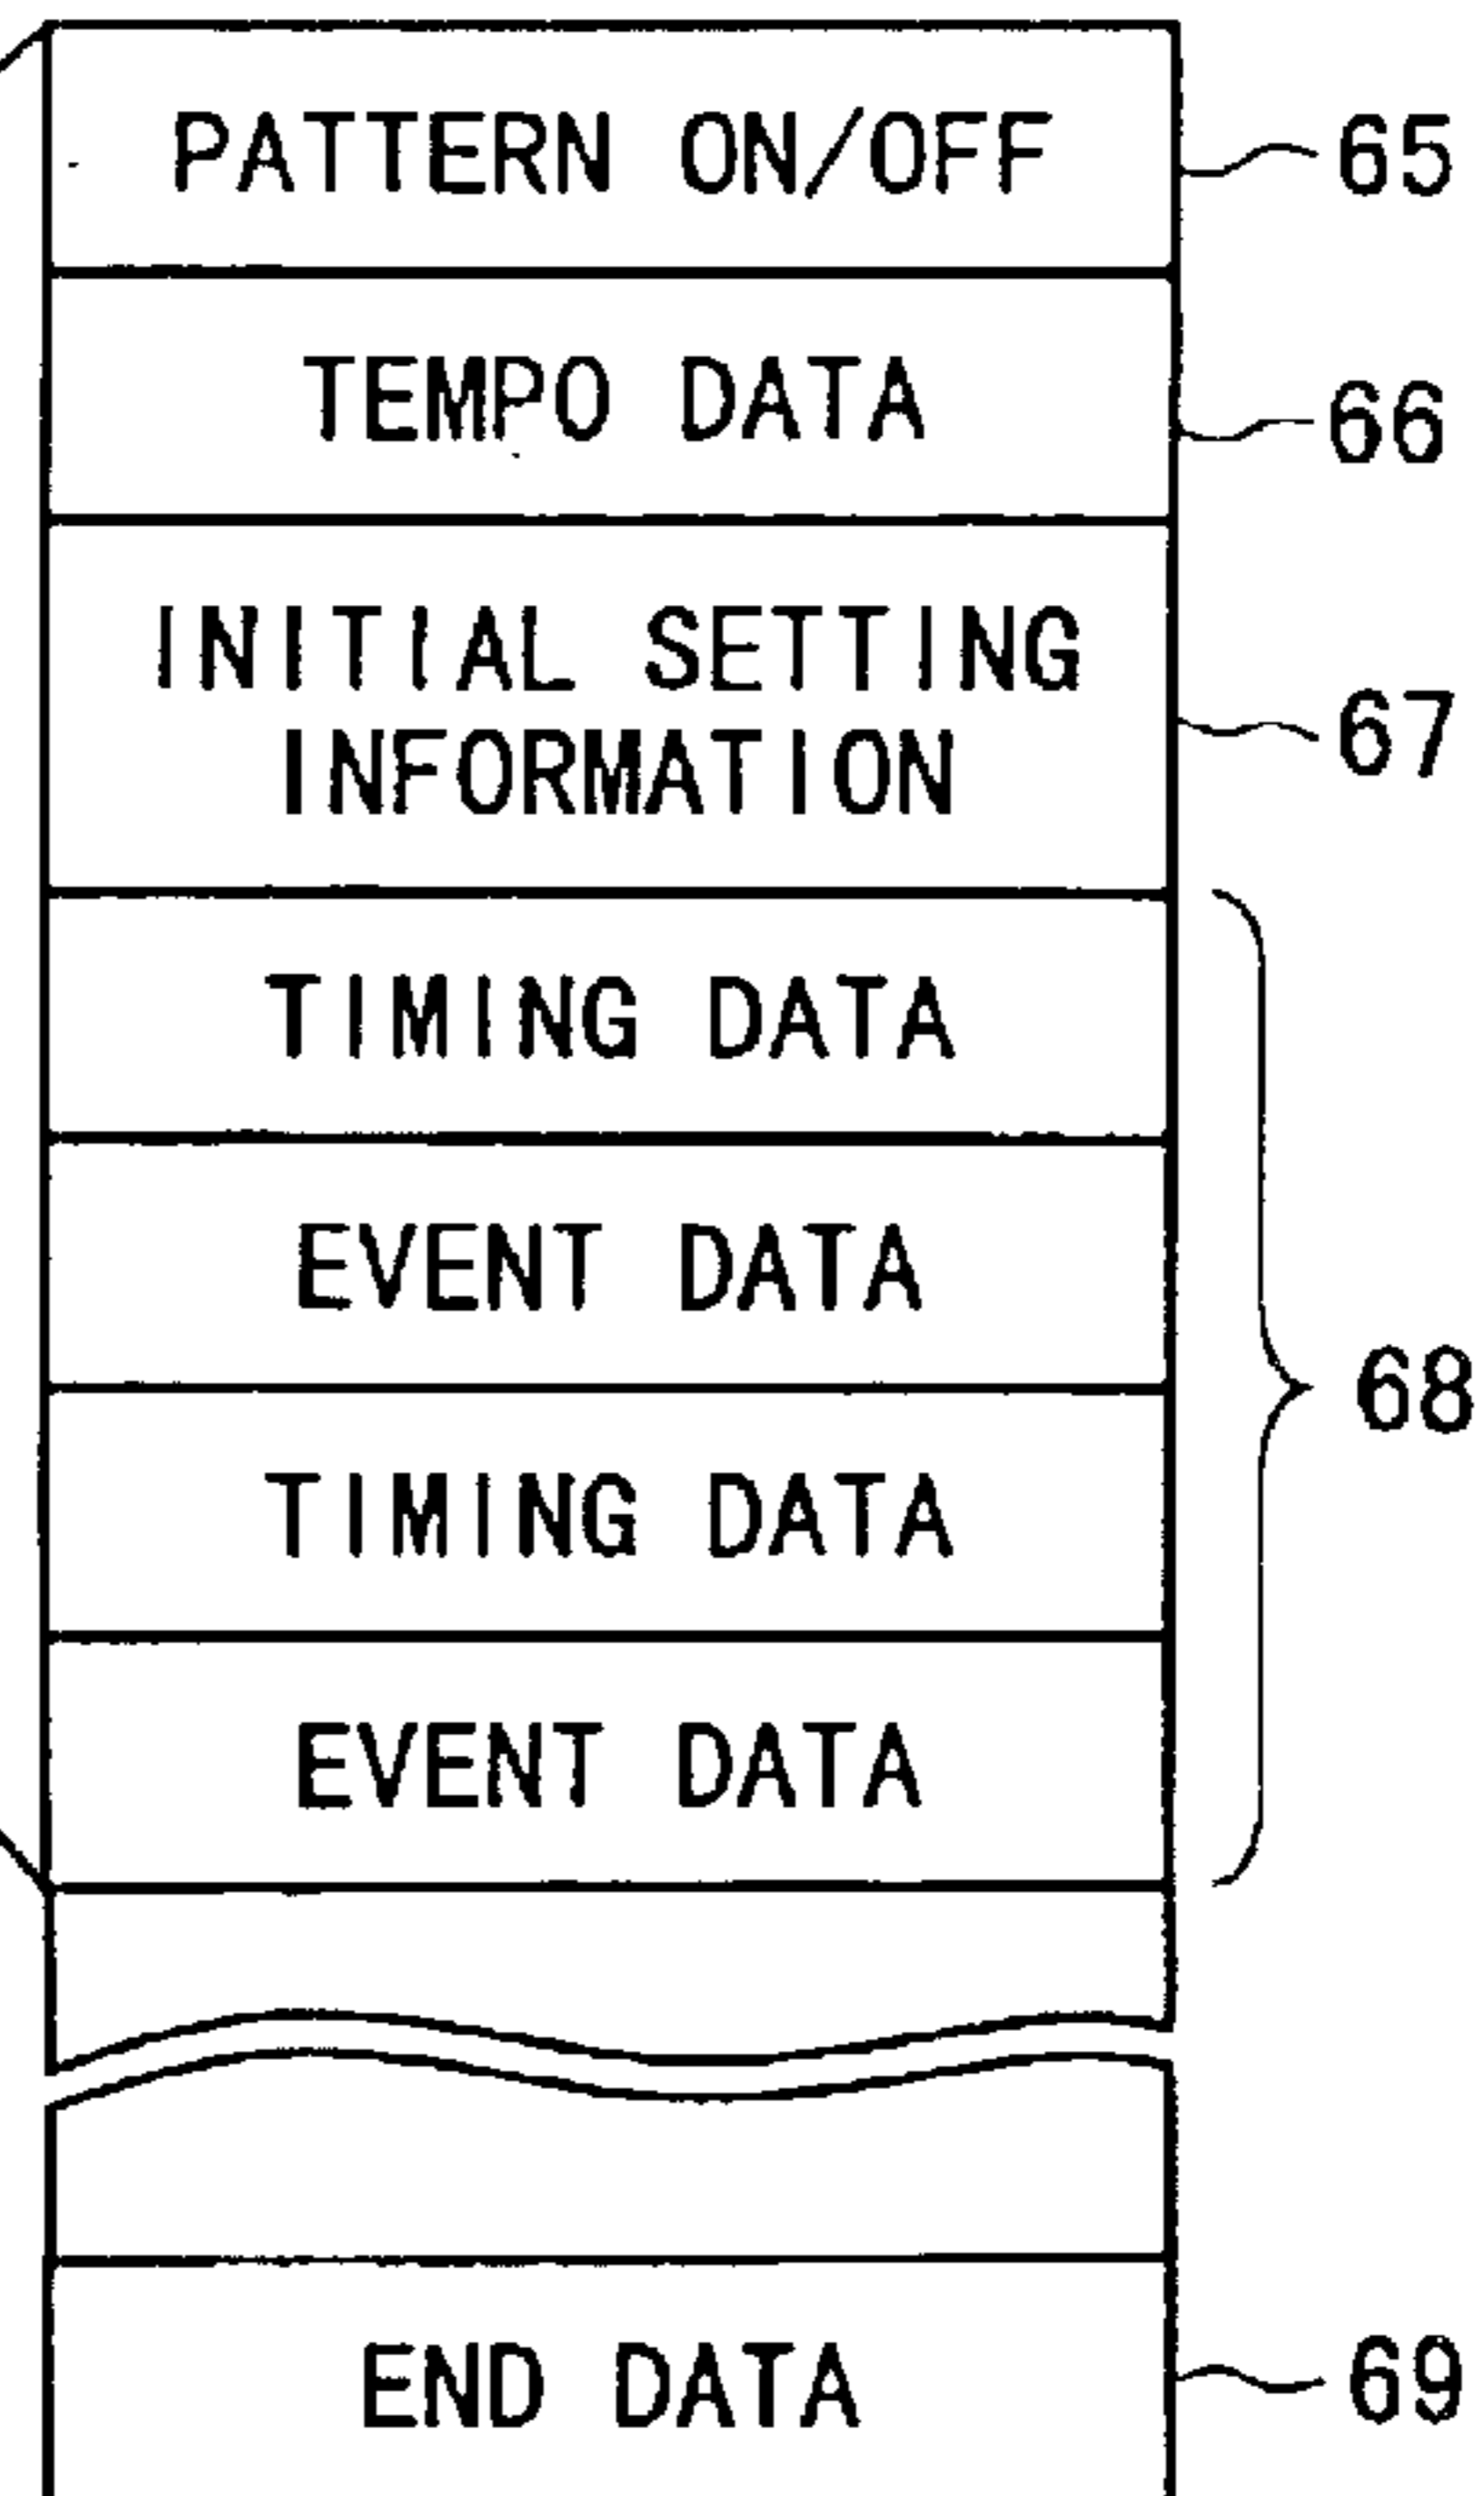 PATTERN ON/OFF 65
TEMPO DATA 66
INITIAL SETTING
INFORMATION 67
TIMING DATA
EVENT DATA
68
TIMING DATA
EVENT DATA
END DATA 69